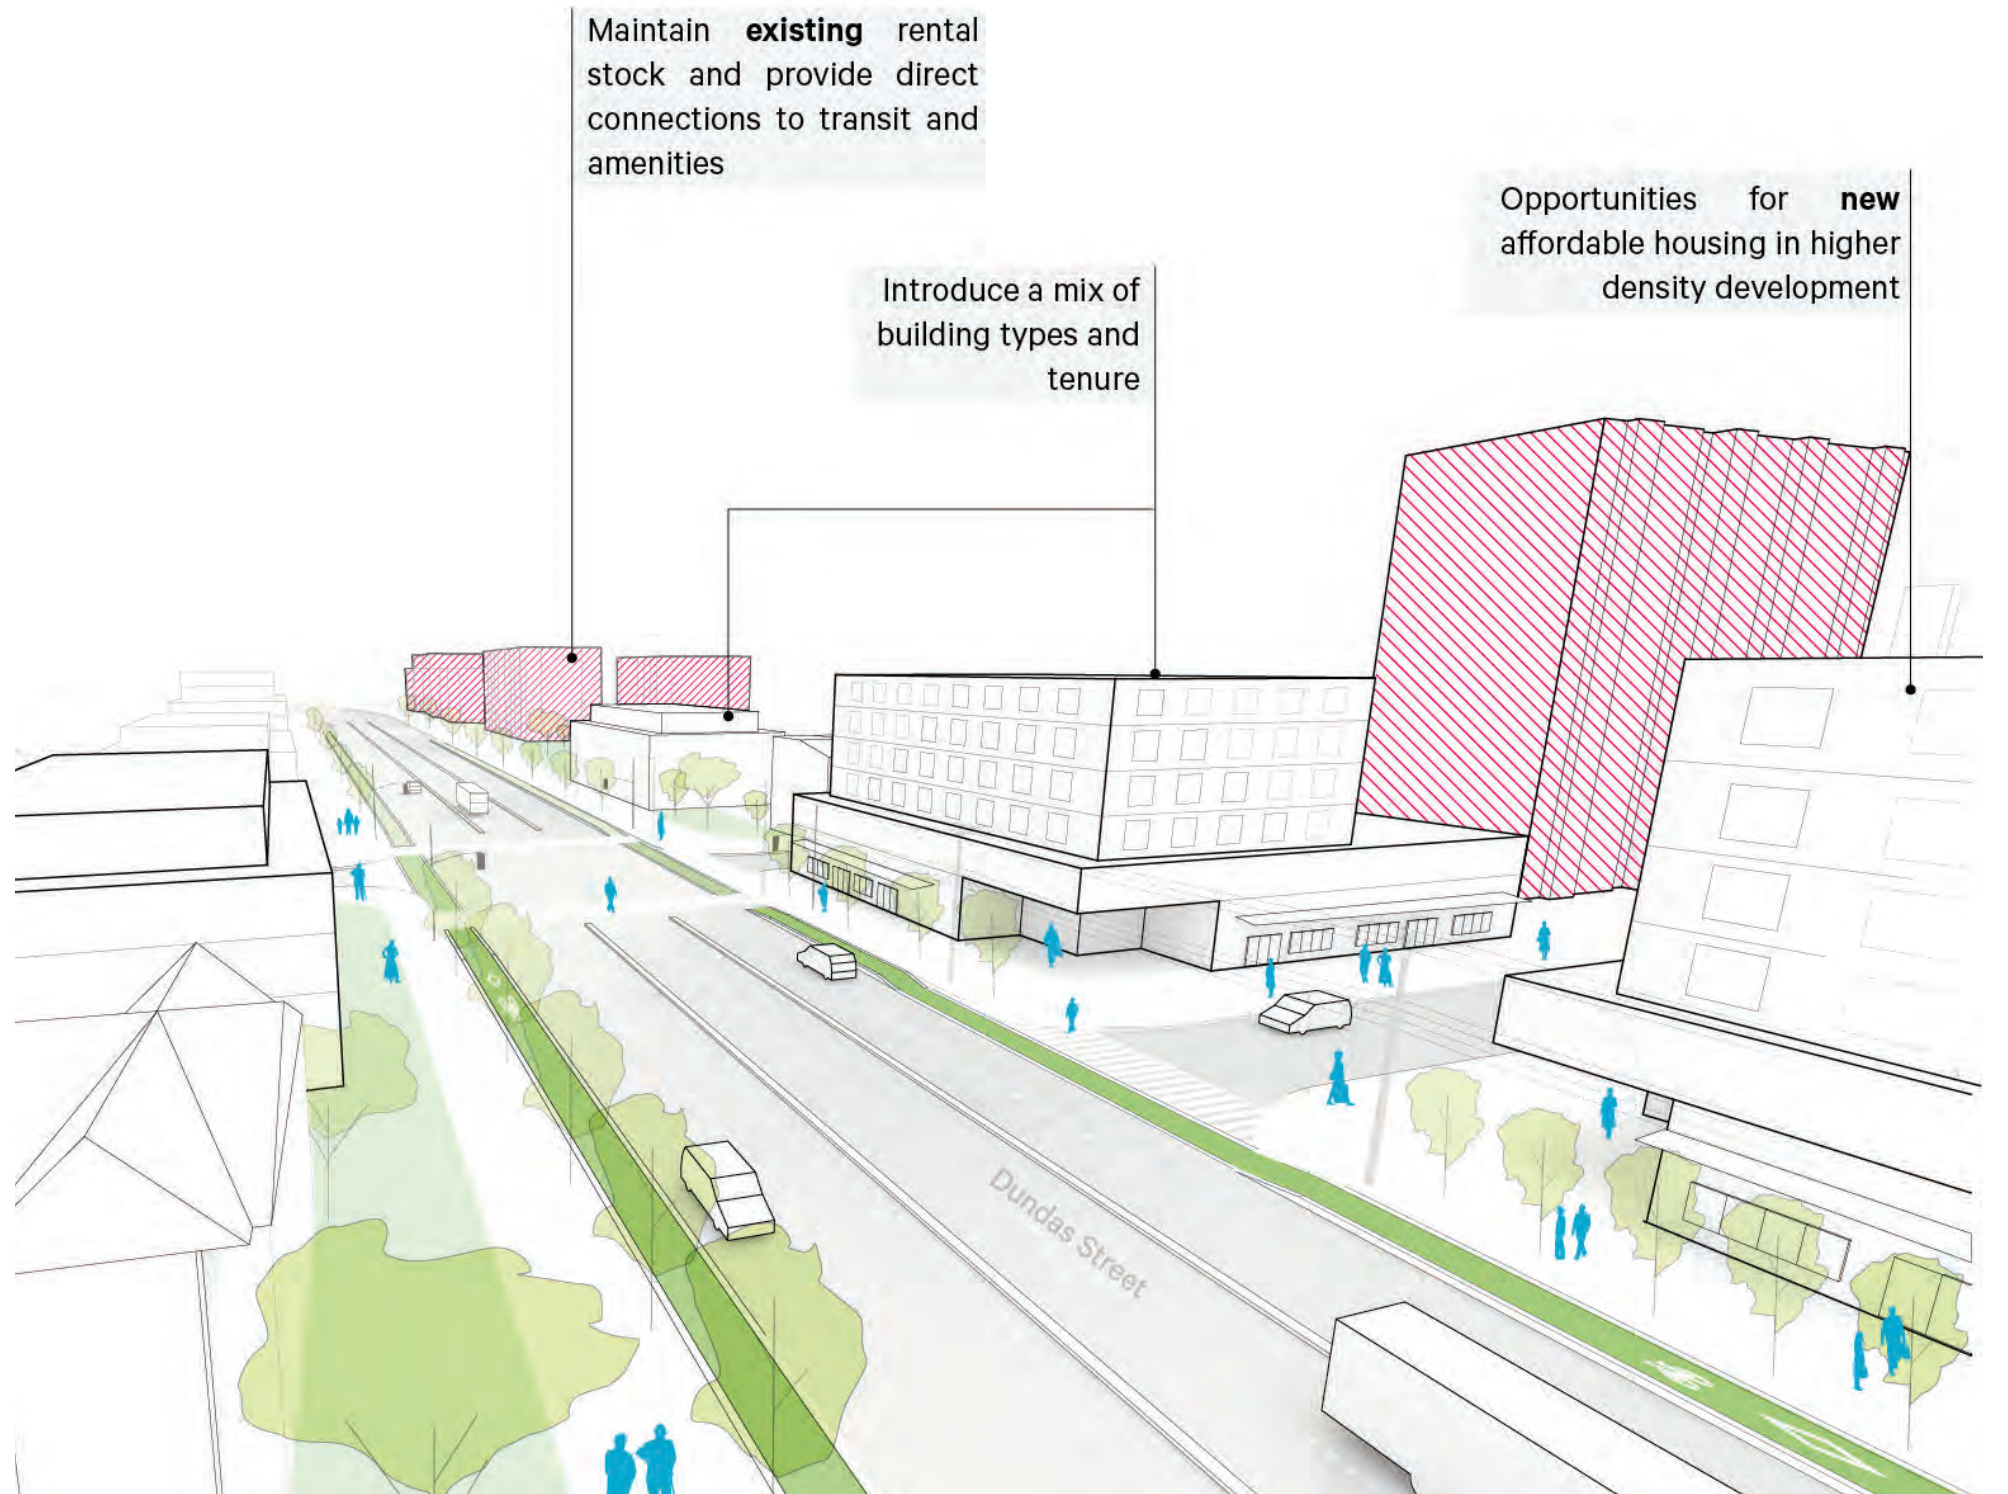 Maintain existing rental
stock and provide direct
connections to transit and
amenities
Opportunities for new
affordable housing in higher
density development
Introduce a mix of
building types and
tenure
Dundas Street